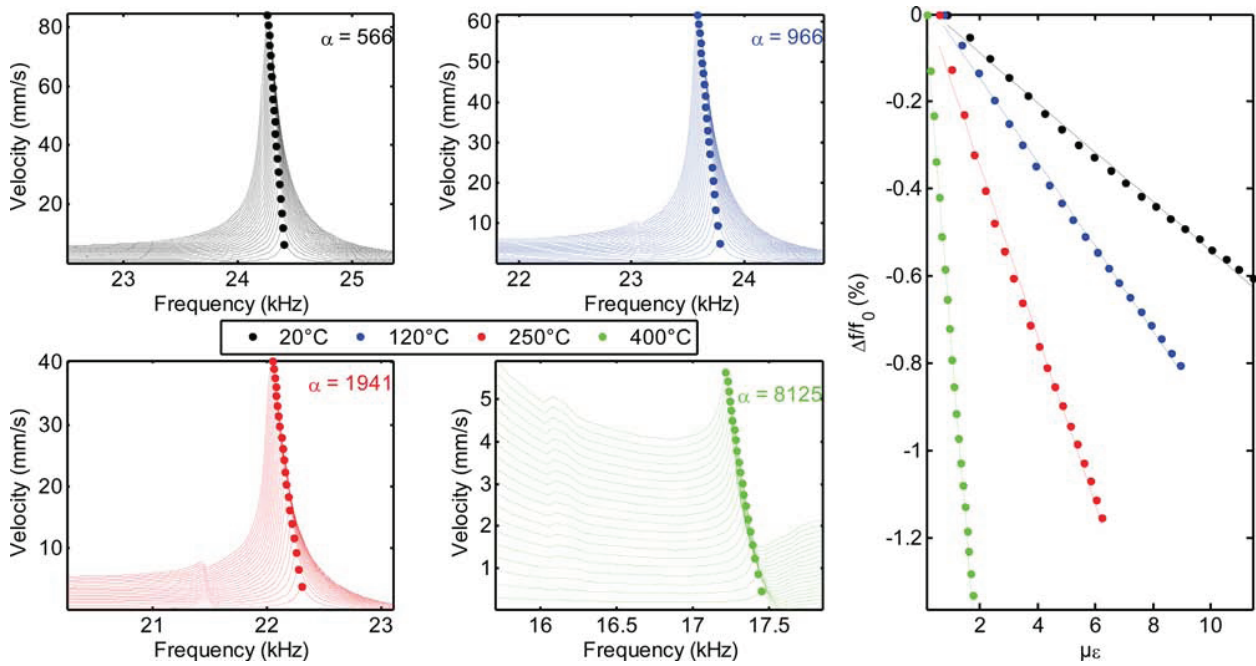 80
60
40
20
Velocity (mm/s)
α = 566
23
24
25
Frequency (kHz)
60
50
40
30
20
10
Velocity (mm/s)
α = 966
22
23
24
Frequency (kHz)
20°C 120°C 250°C 400°C
40
30
20
10
Velocity (mm/s)
α = 1941
21
22
23
Frequency (kHz)
5
4
3
2
1
Velocity (mm/s)
α = 8125
16
16.5
17
17.5
Frequency (kHz)
0
-0.2
-0.4
-0.6
-0.8
-1
-1.2
Δf/f0 (%)
2
4
6
8
10
με